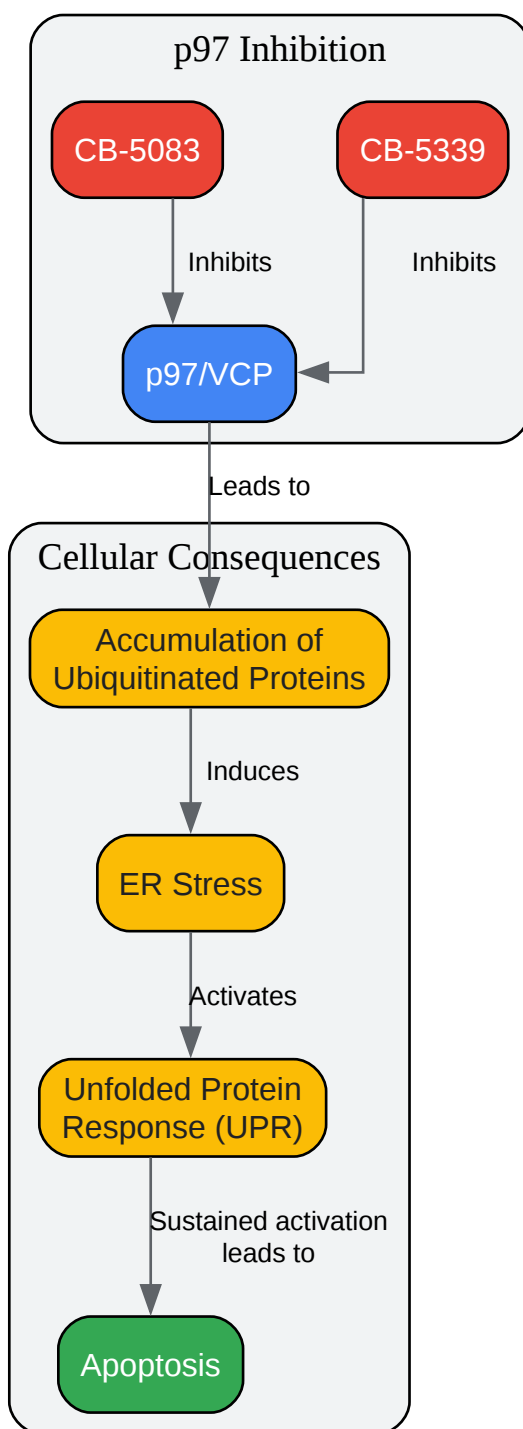 p97 Inhibition
CB-5083
CB-5339
Inhibits
Inhibits
p97/VCP
Leads to
Cellular Consequences
Accumulation of
Ubiquitinated Proteins
Induces
ER Stress
Activates
Unfolded Protein
Response (UPR)
Sustained activation
leads to
Apoptosis